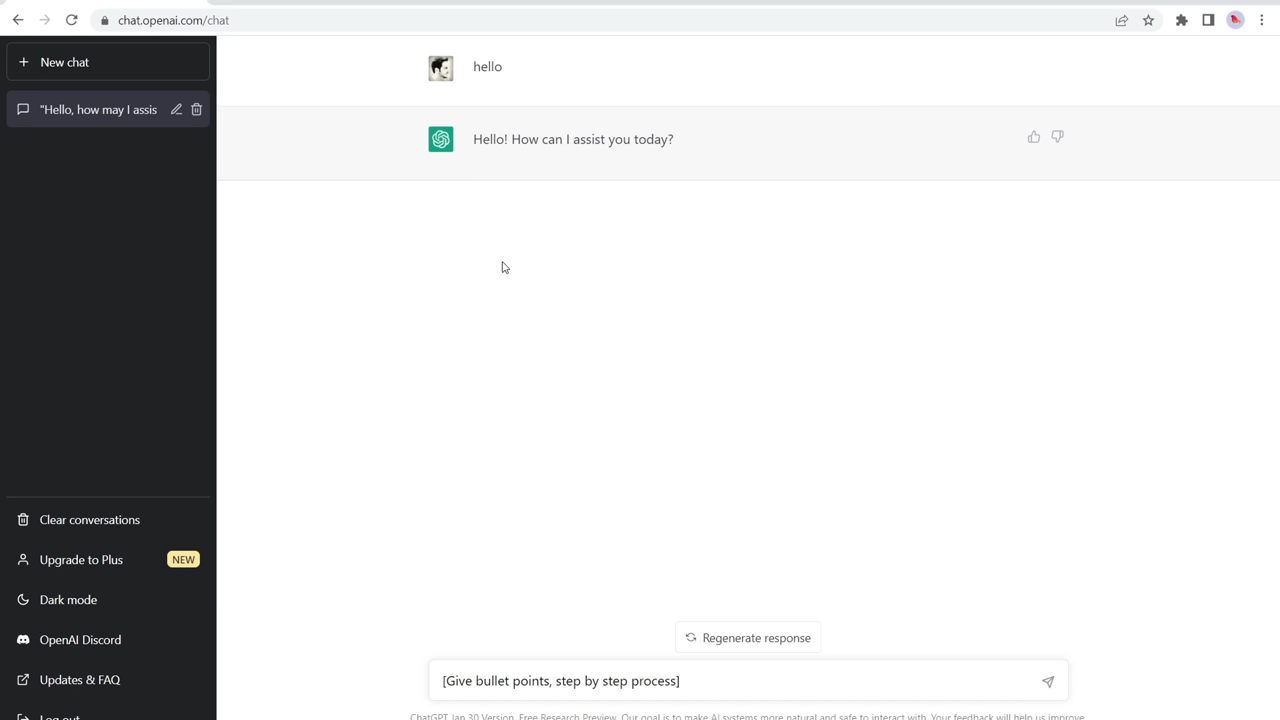 chat.openai.com/chat
New chat
"Hello, how may I assis
hello
Hello! How can I assist you today?
Clear conversations
Upgrade to Plus NEW
Dark mode
OpenAI Discord
Updates & FAQ
Log out
Regenerate response
[Give bullet points, step by step process]
ChatGPT Jan 30 Version. Free Research Preview. Our goal is to make AI systems more natural and safe to interact with. Your feedback will help us improve